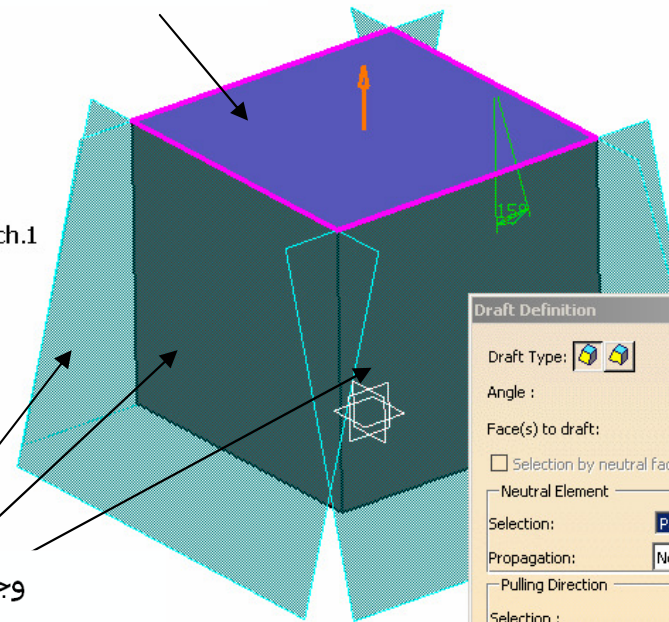 15°
ch.1
Draft Definition
Draft Type:
Angle :
Face(s) to draft:
Selection by neutral fac
Neutral Element
Selection:
Propagation:
Pulling Direction
Selection :